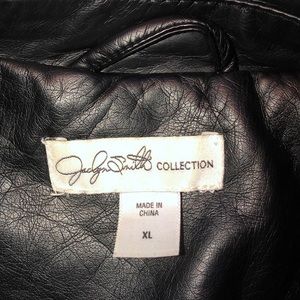 Jaclyn Smith COLLECTION
MADE IN
CHINA
XL